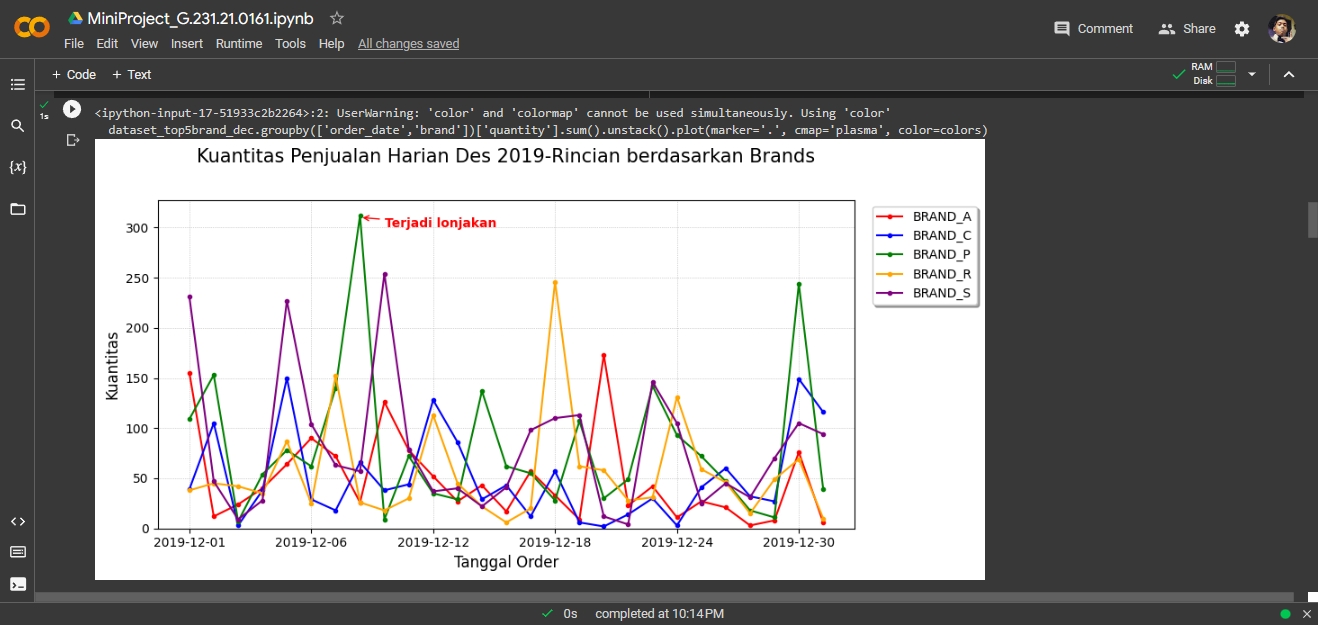 MiniProject_G.231.21.0161.ipynb
File Edit View Insert Runtime Tools Help All changes saved
Comment Share
+ Code + Text
RAM
Disk
1s
<ipython-input-17-51933c2b2264>:2: UserWarning: 'color' and 'colormap' cannot be used simultaneously. Using 'color'
dataset_top5brand_dec.groupby(['order_date','brand'])['quantity'].sum().unstack().plot(marker='.', cmap='plasma', color=colors)
{x}
Kuantitas Penjualan Harian Des 2019-Rincian berdasarkan Brands
Terjadi lonjakan
BRAND_A
BRAND_C
BRAND_P
BRAND_R
BRAND_S
Kuantitas
300
250
200
150
100
50
0
2019-12-01 2019-12-06 2019-12-12 2019-12-18 2019-12-24 2019-12-30
Tanggal Order
0s completed at 10:14 PM